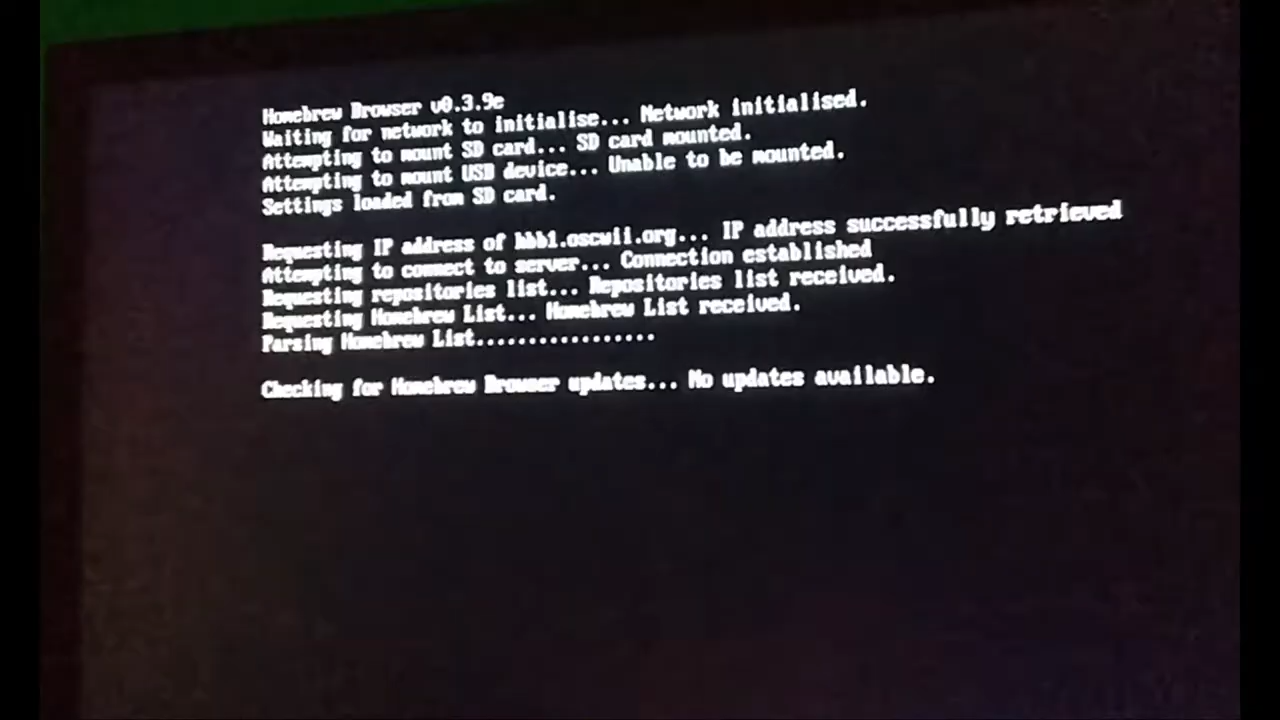 Homebrew Browser v0.3.9e
Waiting for network to initialise... Network initialised.
Attempting to mount SD card... SD card mounted.
Attempting to mount USB device... Unable to be mounted.
Settings loaded from SD card.
Requesting IP address of hbb1.oscwii.org... IP address successfully retrieved
Attempting to connect to server... Connection established
Requesting repositories list... Repositories list received.
Requesting Homebrew List... Homebrew List received.
Parsing Homebrew List.................
Checking for Homebrew Browser updates... No updates available.